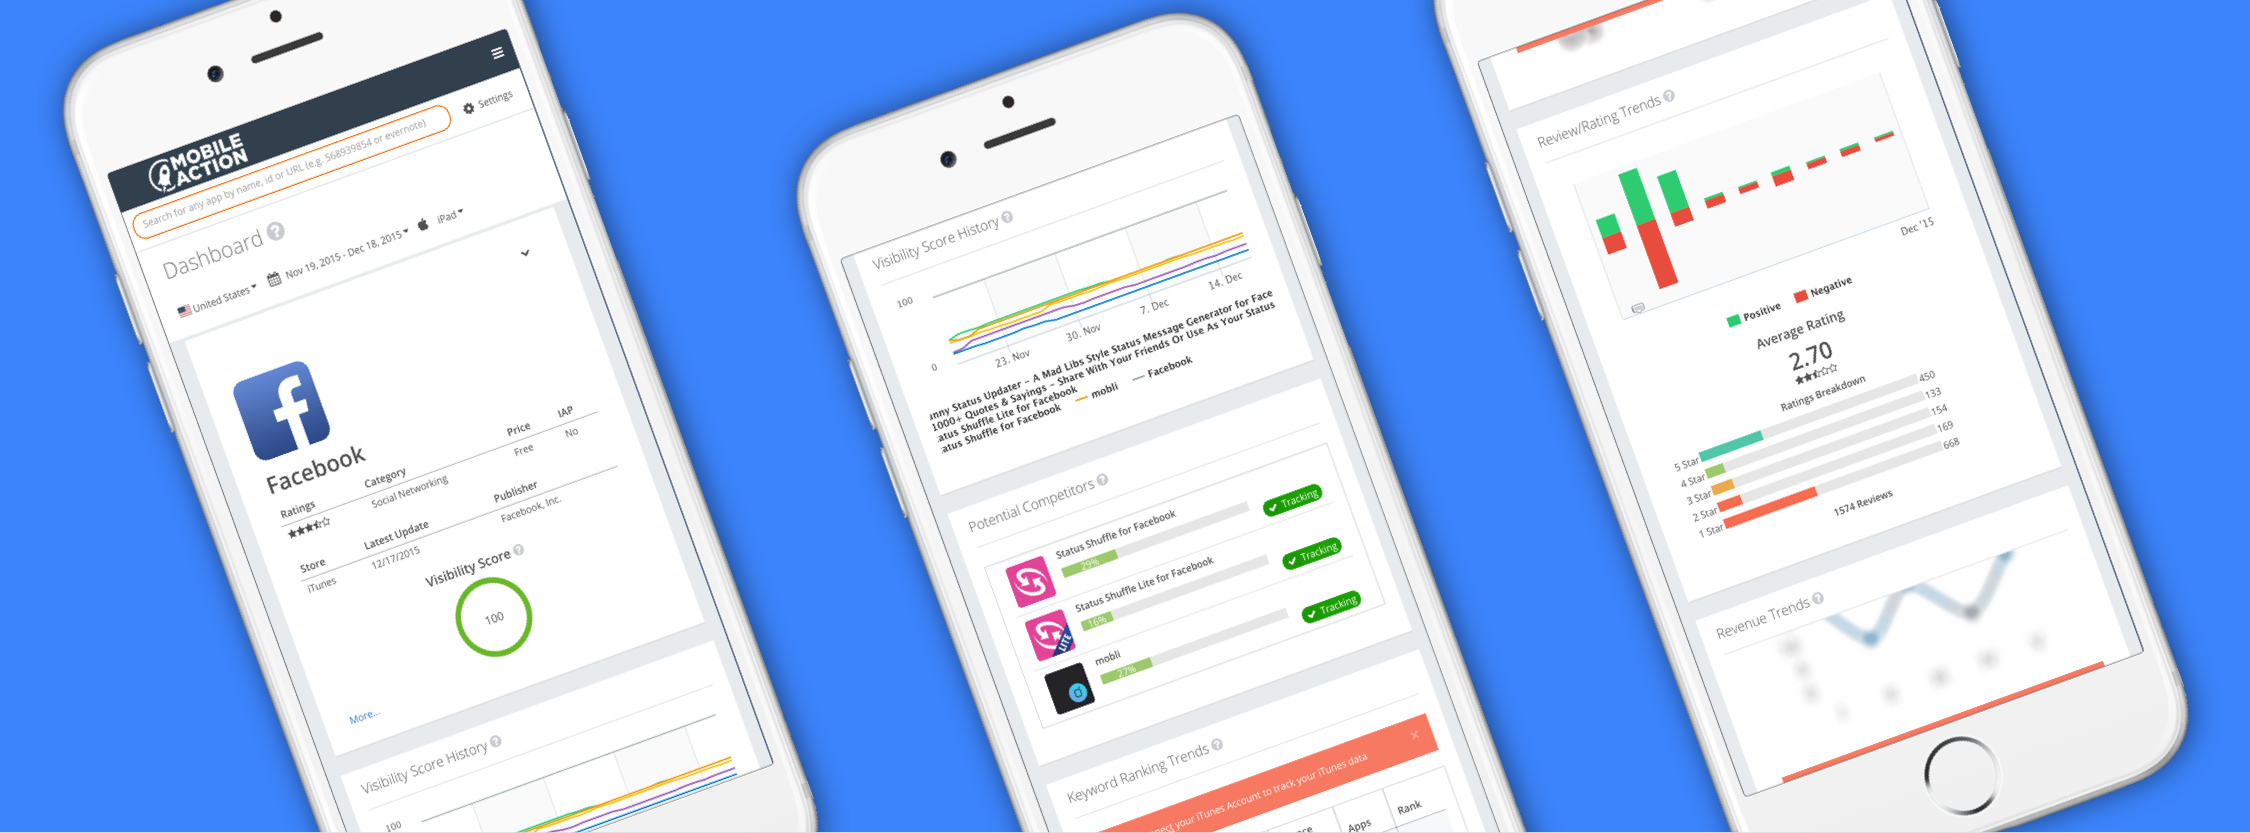 MOBILE
ACTION
Search for any app by name, id or URL (e.g. 568939854 or evernote)
Settings
Dashboard ?
United States
Nov 19, 2015 - Dec 18, 2015
iPad
Facebook
Ratings
Category
Social Networking
Price
Free
IAP
No
Store
iTunes
Latest Update
12/17/2015
Publisher
Facebook, Inc.
Visibility Score ?
100
More...
Visibility Score History ?
100
Visibility Score History ?
100
0
23. Nov
30. Nov
7. Dec
14. Dec
nny Status Updater – A Mad Libs Style Status Message Generator for Face
1000+ Quotes & Sayings – Share With Your Friends Or Use As Your Status
atus Shuffle Lite for Facebook
atus Shuffle for Facebook
mobli
Facebook
Potential Competitors ?
Status Shuffle for Facebook
29%
Tracking
Status Shuffle Lite for Facebook
16%
LITE
Tracking
mobli
27%
Tracking
Keyword Ranking Trends ?
nect your iTunes Account to track your iTunes data
×
ce
Apps
Rank
Review/Rating Trends ?
Dec '15
Positive
Negative
Average Rating
2.70
Ratings Breakdown
5 Star
450
4 Star
133
3 Star
154
2 Star
169
1 Star
668
1574 Reviews
Revenue Trends ?